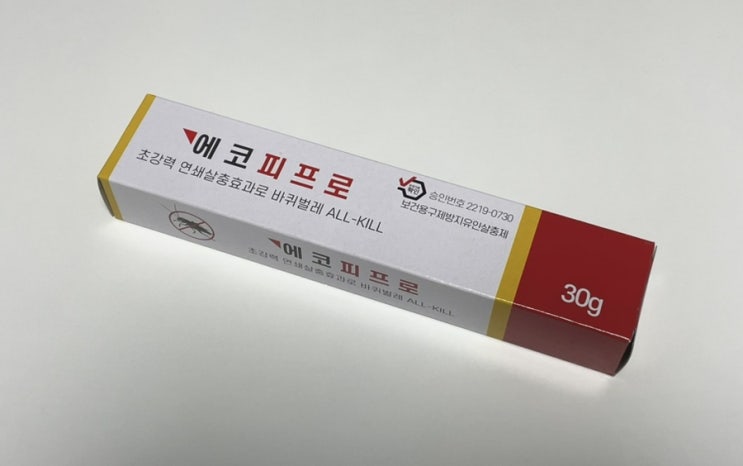 에코피프로
초강력 연쇄살충효과로 바퀴벌레 ALL-KILL
승인번호 2219-0730
보건용구제방지유인살충제
30g
에코피프로
초강력 연쇄살충효과로 바퀴벌레 ALL-KILL